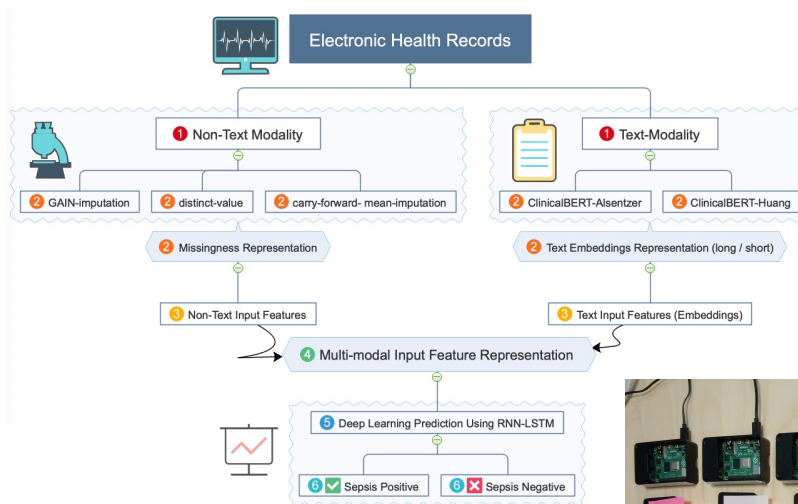 Electronic Health Records
1 Non-Text Modality
1 Text-Modality
2 GAIN-imputation
2 distinct-value
2 carry-forward- mean-imputation
2 ClinicalBERT-Alsentzer
2 ClinicalBERT-Huang
2 Missingness Representation
2 Text Embeddings Representation (long / short)
3 Non-Text Input Features
3 Text Input Features (Embeddings)
4 Multi-modal Input Feature Representation
5 Deep Learning Prediction Using RNN-LSTM
6 Sepsis Positive
6 Sepsis Negative